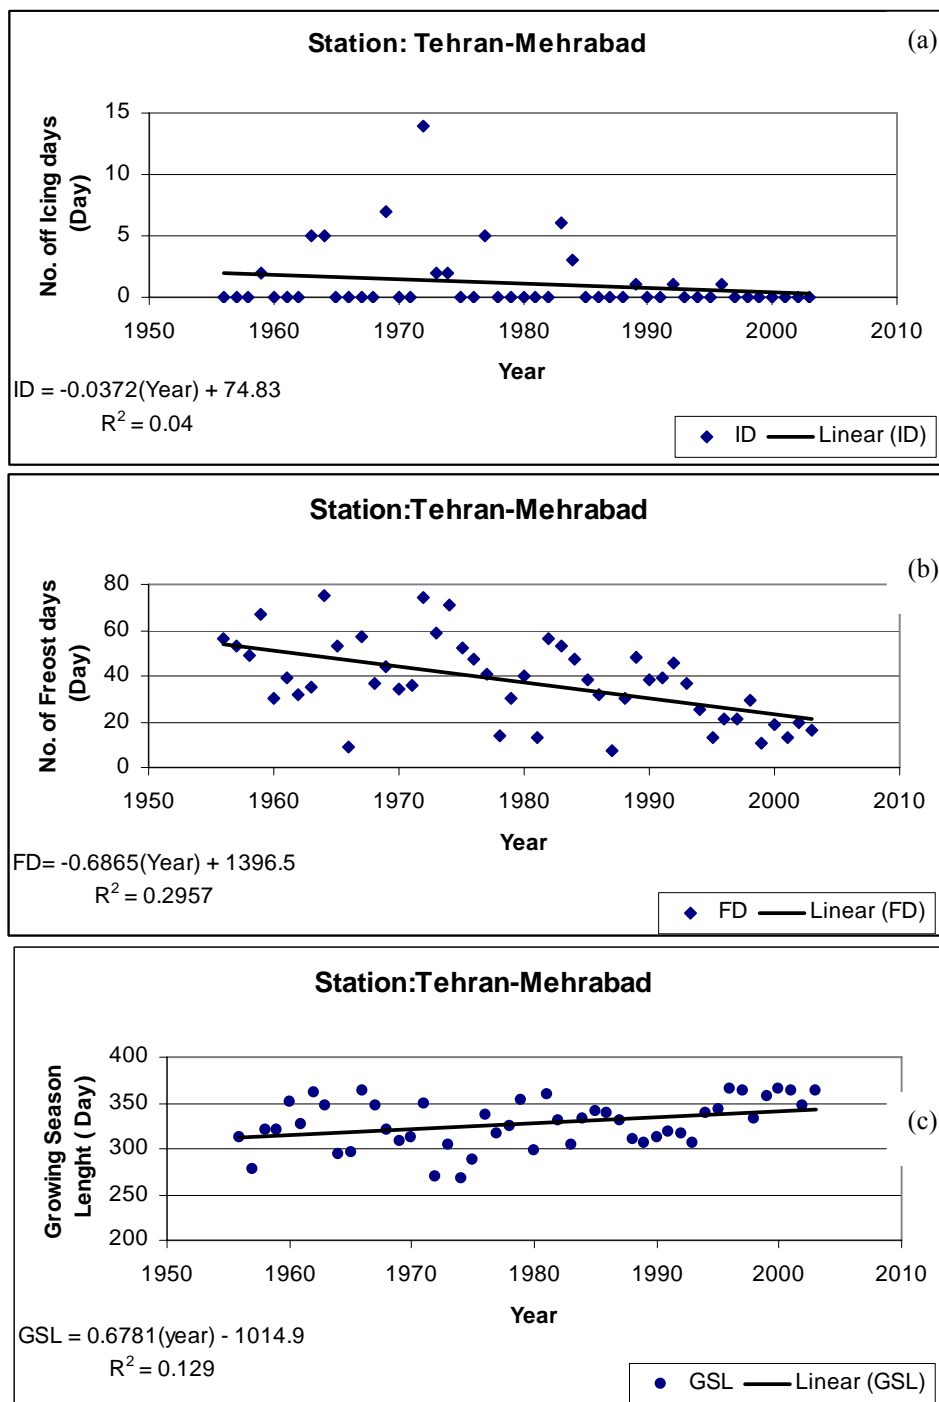 Station: Tehran-Mehrabad
(a)
No. off Icing days
(Day)
15
10
5
0
1950 1960 1970 1980 1990 2000 2010
Year
ID = -0.0372(Year) + 74.83
R² = 0.04
ID Linear (ID)
Station:Tehran-Mehrabad
(b)
No. of Freost days
(Day)
80
60
40
20
0
1950 1960 1970 1980 1990 2000 2010
Year
FD= -0.6865(Year) + 1396.5
R² = 0.2957
FD Linear (FD)
Station:Tehran-Mehrabad
(c)
Growing Season
Lenght ( Day)
400
350
300
250
200
1950 1960 1970 1980 1990 2000 2010
Year
GSL = 0.6781(year) - 1014.9
R² = 0.129
GSL Linear (GSL)